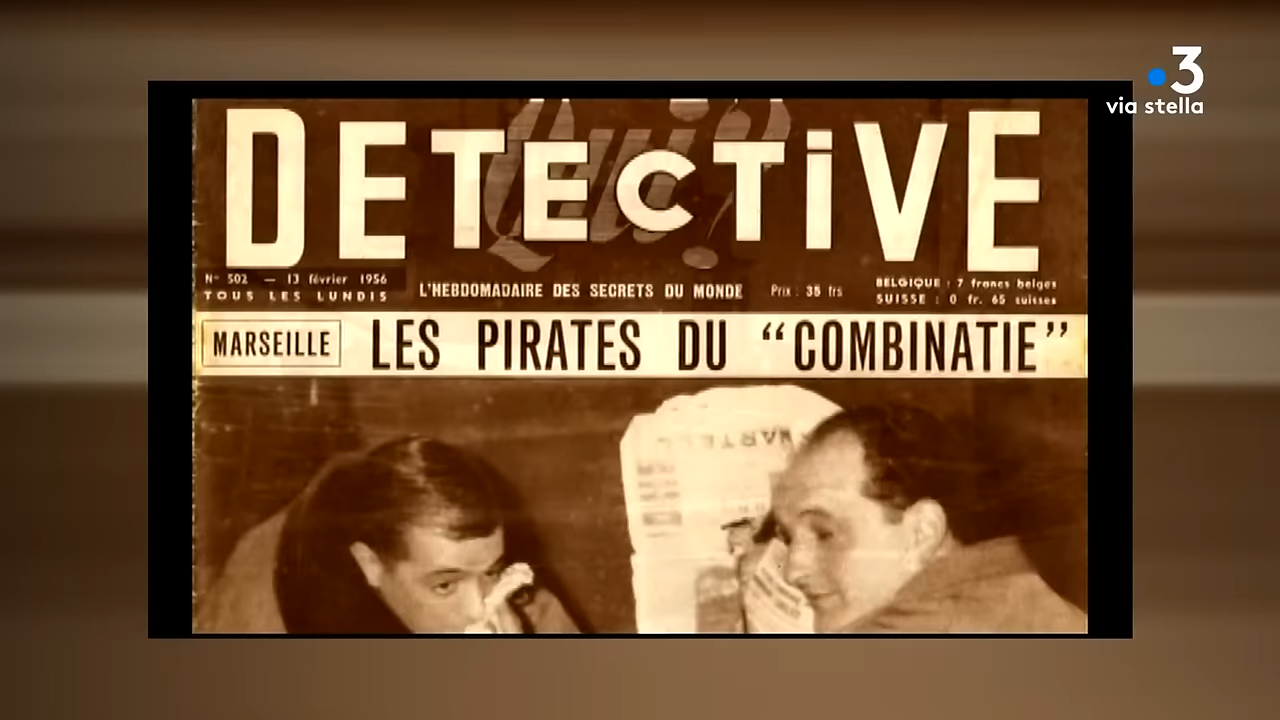 3
via stella
Qui?
DETECTiVE
N° 502 — 13 février 1956
TOUS LES LUNDIS
L'HEBDOMADAIRE DES SECRETS DU MONDE
Prix : 35 frs
BELGIQUE : 7 francs belges
SUISSE : 0 fr. 65 suisses
MARSEILLE
LES PIRATES DU “COMBINATIE”